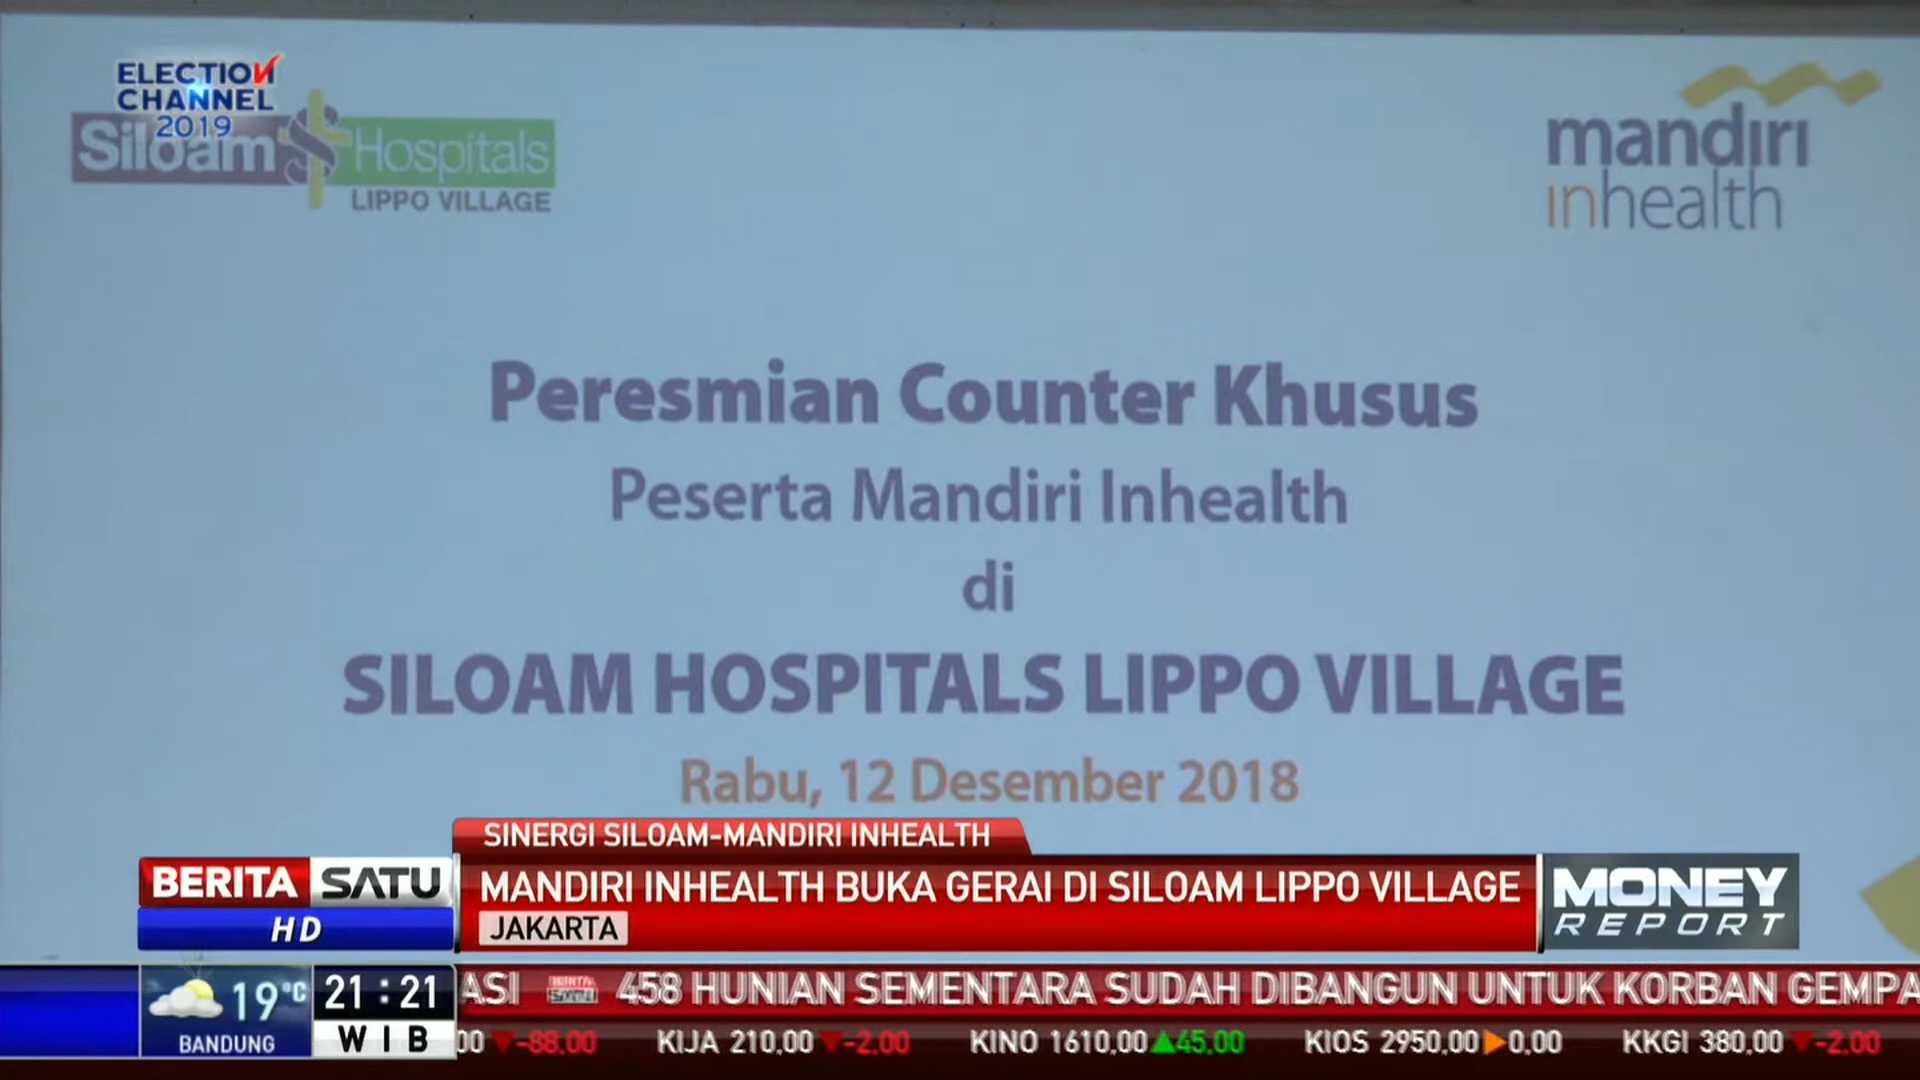 ELECTION
CHANNEL
2019
Siloam Hospitals
LIPPO VILLAGE
mandiri
inhealth
Peresmian Counter Khusus
Peserta Mandiri Inhealth
di
SILOAM HOSPITALS LIPPO VILLAGE
Rabu, 12 Desember 2018
SINERGI SILOAM-MANDIRI INHEALTH
BERITA SATU
HD
MANDIRI INHEALTH BUKA GERAI DI SILOAM LIPPO VILLAGE
JAKARTA
MONEY
REPORT
19°C
BANDUNG
21:21
WIB
ASI BERITA SATU 458 HUNIAN SEMENTARA SUDAH DIBANGUN UNTUK KORBAN GEMPA
00 ▼-88.00 KIJA 210,00 ▼-2.00 KINO 1610,00 ▲45.00 KIOS 2950,00 ▶0,00 KKGI 380,00 ▼-2.00